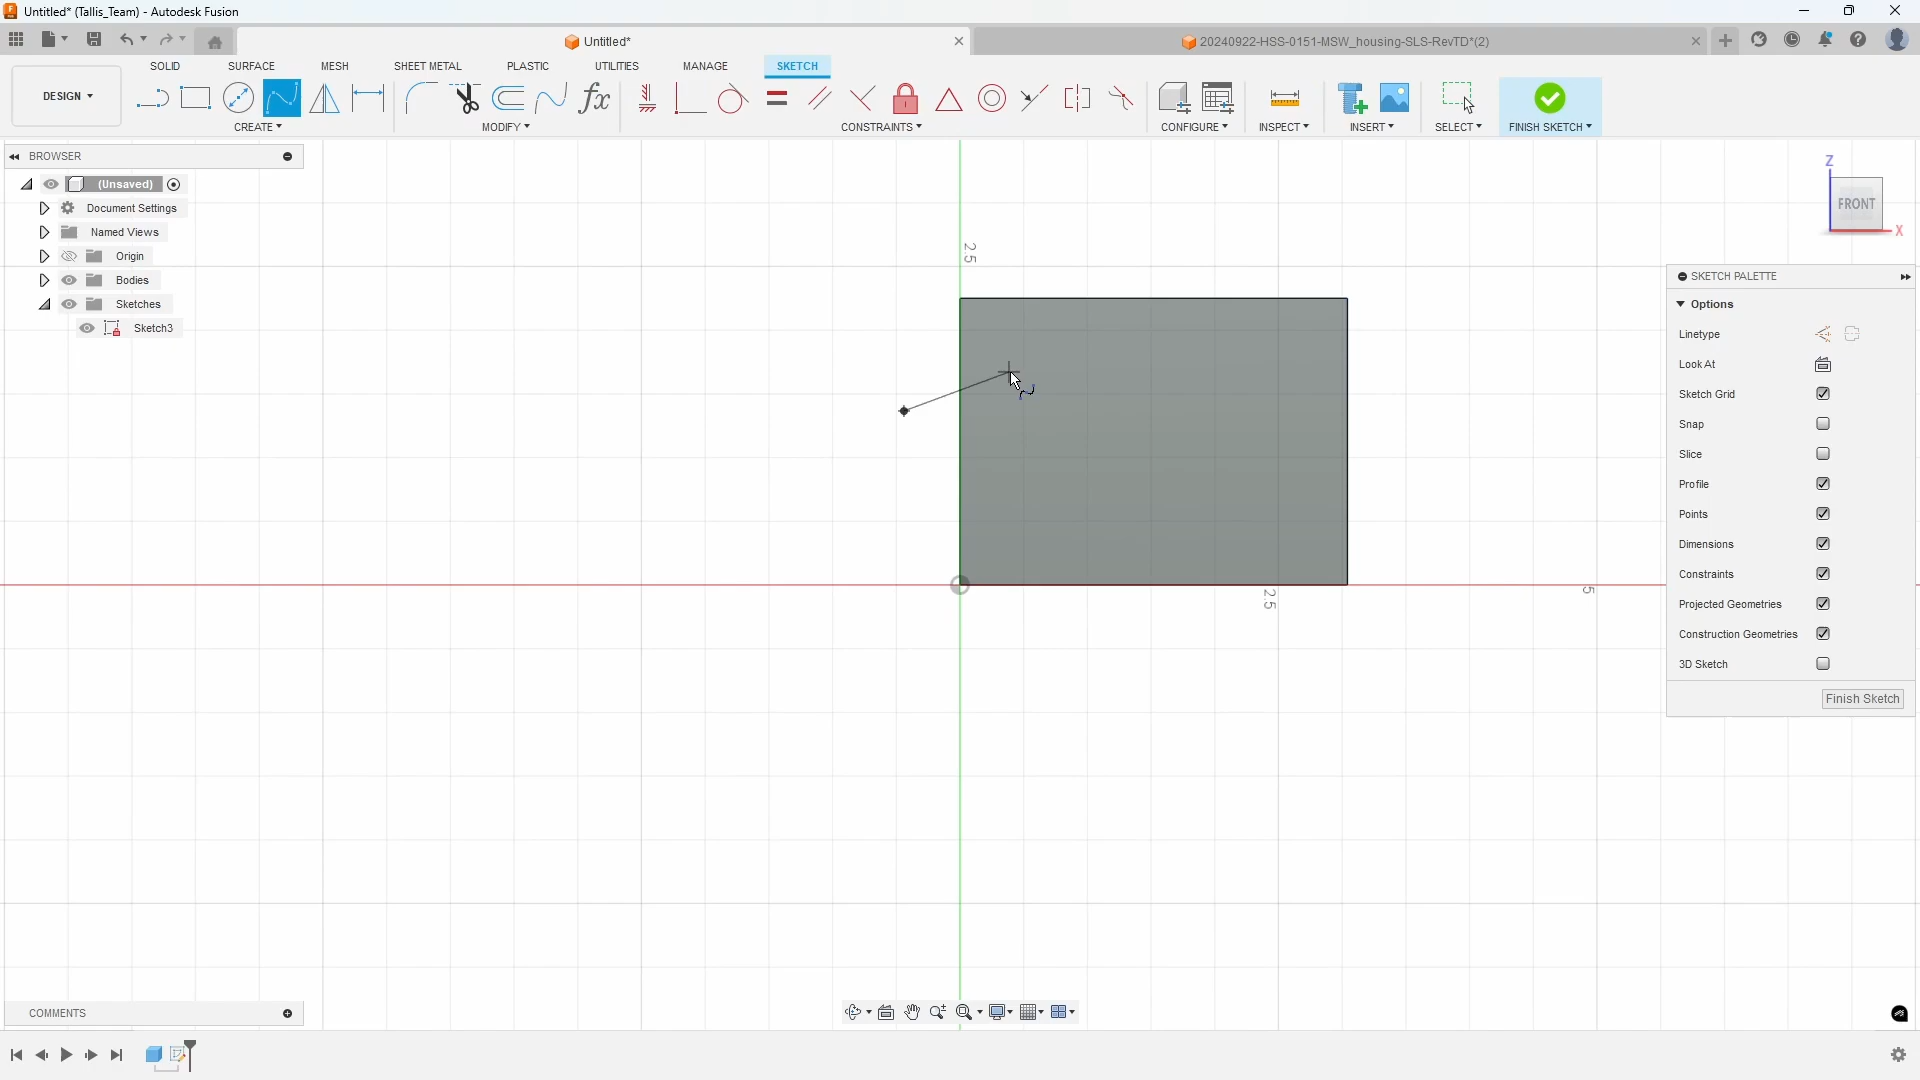 Untitled* (Tallis_Team) - Autodesk Fusion
Untitled*
20240922-HSS-0151-MSW_housing-SLS-RevTD*(2)
SOLID SURFACE MESH SHEET METAL PLASTIC UTILITIES MANAGE SKETCH
DESIGN
fx
CREATE MODIFY CONSTRAINTS CONFIGURE INSPECT INSERT SELECT FINISH SKETCH
BROWSER
(Unsaved)
Document Settings
Named Views
Origin
Bodies
Sketches
Sketch3
2.5
2.5
5
Z
FRONT
X
SKETCH PALETTE
Options
Linetype
Look At
Sketch Grid
Snap
Slice
Profile
Points
Dimensions
Constraints
Projected Geometries
Construction Geometries
3D Sketch
Finish Sketch
COMMENTS